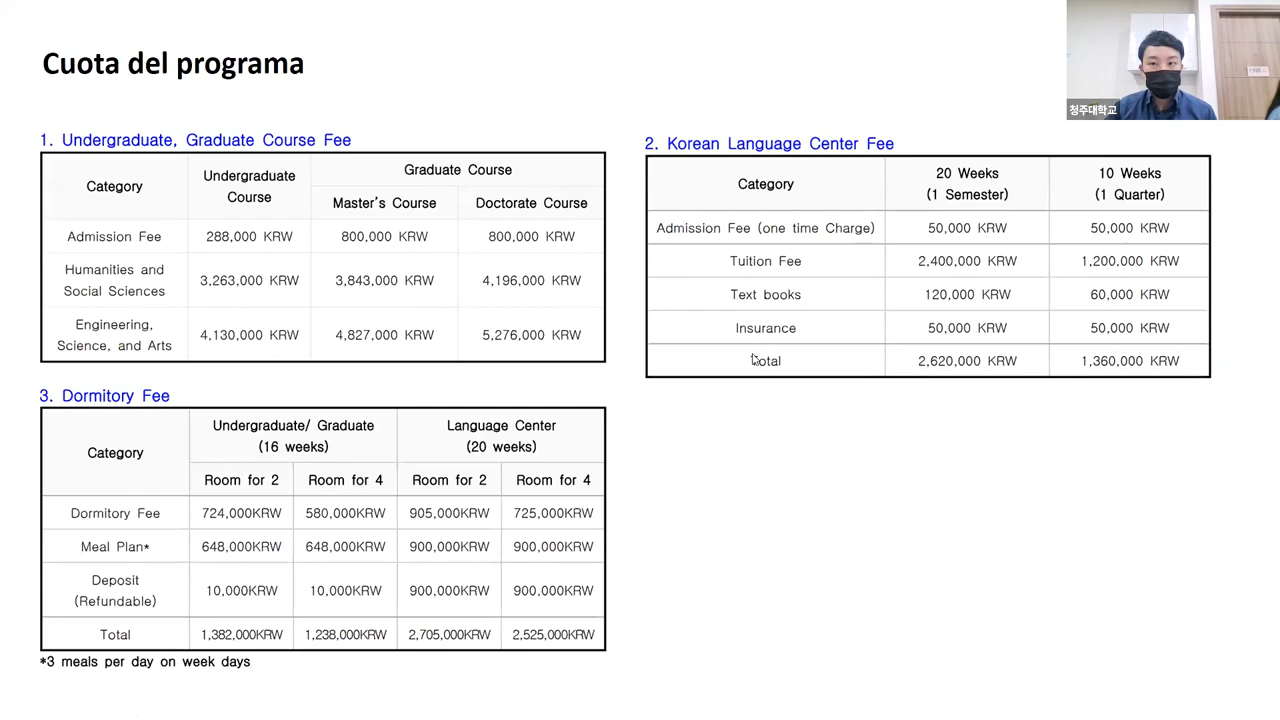 Cuota del programa
청주대학교
1. Undergraduate, Graduate Course Fee
Category
Undergraduate
Course
Graduate Course
Master's Course
Doctorate Course
Admission Fee 288,000 KRW 800,000 KRW 800,000 KRW
Humanities and
Social Sciences
3,263,000 KRW 3,843,000 KRW 4,196,000 KRW
Engineering,
Science, and Arts
4,130,000 KRW 4,827,000 KRW 5,276,000 KRW
2. Korean Language Center Fee
Category
20 Weeks
(1 Semester)
10 Weeks
(1 Quarter)
Admission Fee (one time Charge) 50,000 KRW 50,000 KRW
Tuition Fee 2,400,000 KRW 1,200,000 KRW
Text books 120,000 KRW 60,000 KRW
Insurance 50,000 KRW 50,000 KRW
Total 2,620,000 KRW 1,360,000 KRW
3. Dormitory Fee
Category
Undergraduate/ Graduate
(16 weeks)
Language Center
(20 weeks)
Room for 2 Room for 4 Room for 2 Room for 4
Dormitory Fee 724,000KRW 580,000KRW 905,000KRW 725,000KRW
Meal Plan* 648,000KRW 648,000KRW 900,000KRW 900,000KRW
Deposit
(Refundable)
10,000KRW 10,000KRW 900,000KRW 900,000KRW
Total 1,382,000KRW 1,238,000KRW 2,705,000KRW 2,525,000KRW
*3 meals per day on week days